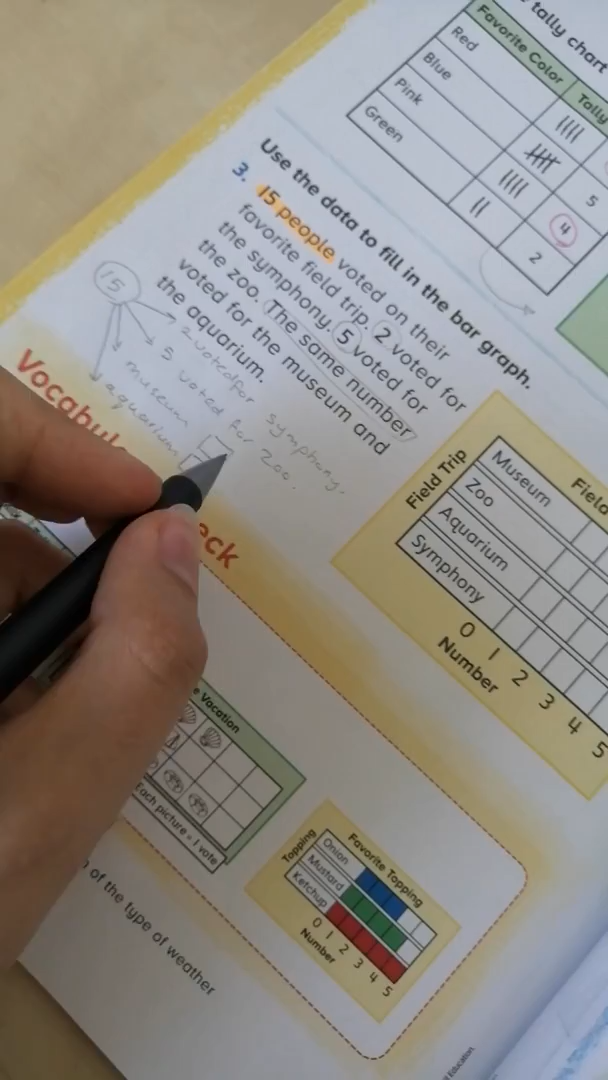 tally chart
Favorite Color Tally
Red
Blue 5
Pink 4
Green 2
Use the data to fill in the bar graph.
3. 15 people voted on their
favorite field trip. 2 voted for
the symphony. 5 voted for
the zoo. The same number
voted for the museum and
the aquarium.
15
2 voted for symphony.
5 voted for zoo.
museum
aquarium
Field Trip
Museum
Zoo
Aquarium
Symphony
0 1 2 3 4 5
Number
e Vacation
Each picture = 1 vote
Favorite Topping
Topping
Onion
Mustard
Ketchup
0 1 2 3 4 5
Number
of the type of weather
Education.